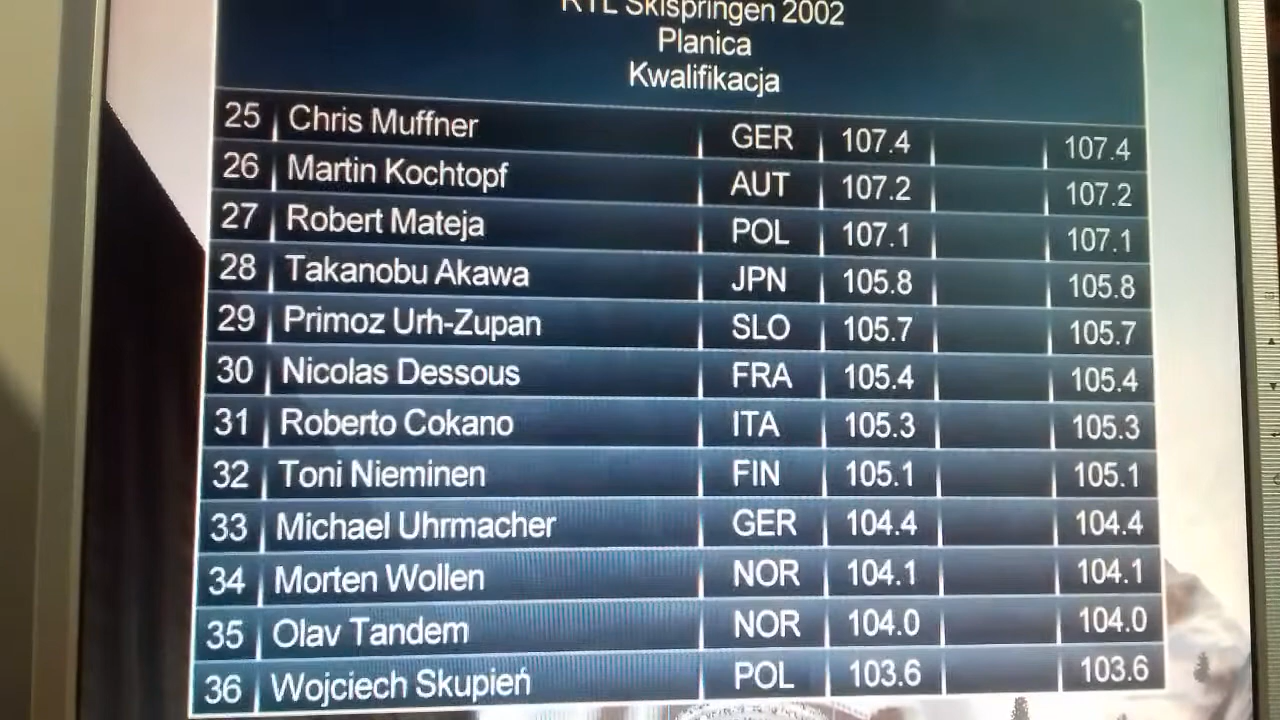 RTL Skispringen 2002
Planica
Kwalifikacja
25 Chris Muffner GER 107.4 107.4
26 Martin Kochtopf AUT 107.2 107.2
27 Robert Mateja POL 107.1 107.1
28 Takanobu Akawa JPN 105.8 105.8
29 Primoz Urh-Zupan SLO 105.7 105.7
30 Nicolas Dessous FRA 105.4 105.4
31 Roberto Cokano ITA 105.3 105.3
32 Toni Nieminen FIN 105.1 105.1
33 Michael Uhrmacher GER 104.4 104.4
34 Morten Wollen NOR 104.1 104.1
35 Olav Tandem NOR 104.0 104.0
36 Wojciech Skupień POL 103.6 103.6